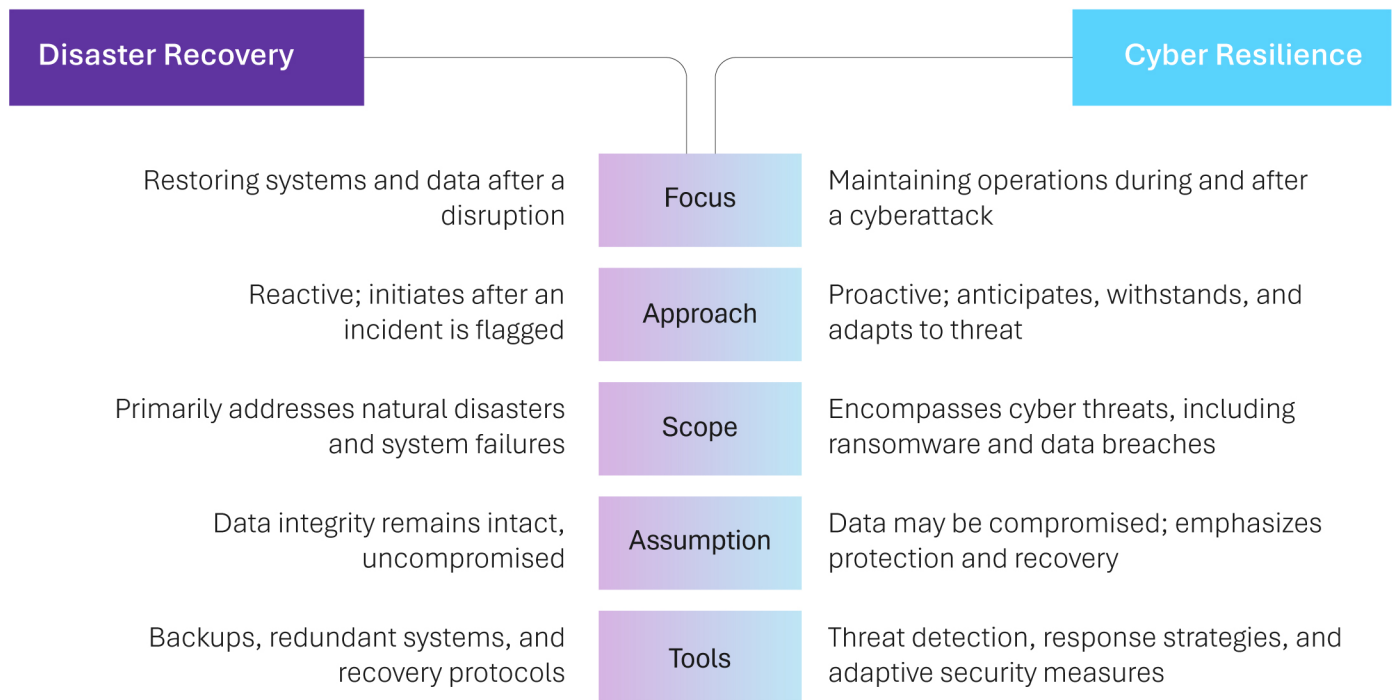 Disaster Recovery
Cyber Resilience
Restoring systems and data after a
disruption
Focus
Maintaining operations during and after
a cyberattack
Reactive; initiates after an
incident is flagged
Approach
Proactive; anticipates, withstands, and
adapts to threat
Primarily addresses natural disasters
and system failures
Scope
Encompasses cyber threats, including
ransomware and data breaches
Data integrity remains intact,
uncompromised
Assumption
Data may be compromised; emphasizes
protection and recovery
Backups, redundant systems, and
recovery protocols
Tools
Threat detection, response strategies, and
adaptive security measures